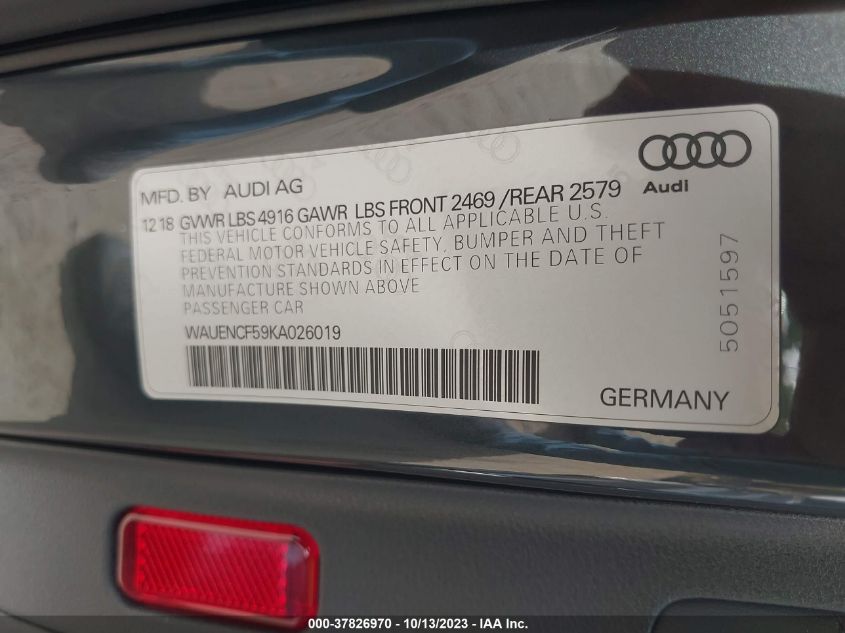 MFD. BY AUDI AG
Audi
12 18 GVWR LBS 4916 GAWR LBS FRONT 2469 /REAR 2579
THIS VEHICLE CONFORMS TO ALL APPLICABLE U.S.
FEDERAL MOTOR VEHICLE SAFETY, BUMPER AND THEFT
PREVENTION STANDARDS IN EFFECT ON THE DATE OF
MANUFACTURE SHOWN ABOVE
PASSENGER CAR
WAUENCF59KA026019
5051597
GERMANY
000-37826970 - 10/13/2023 - IAA Inc.